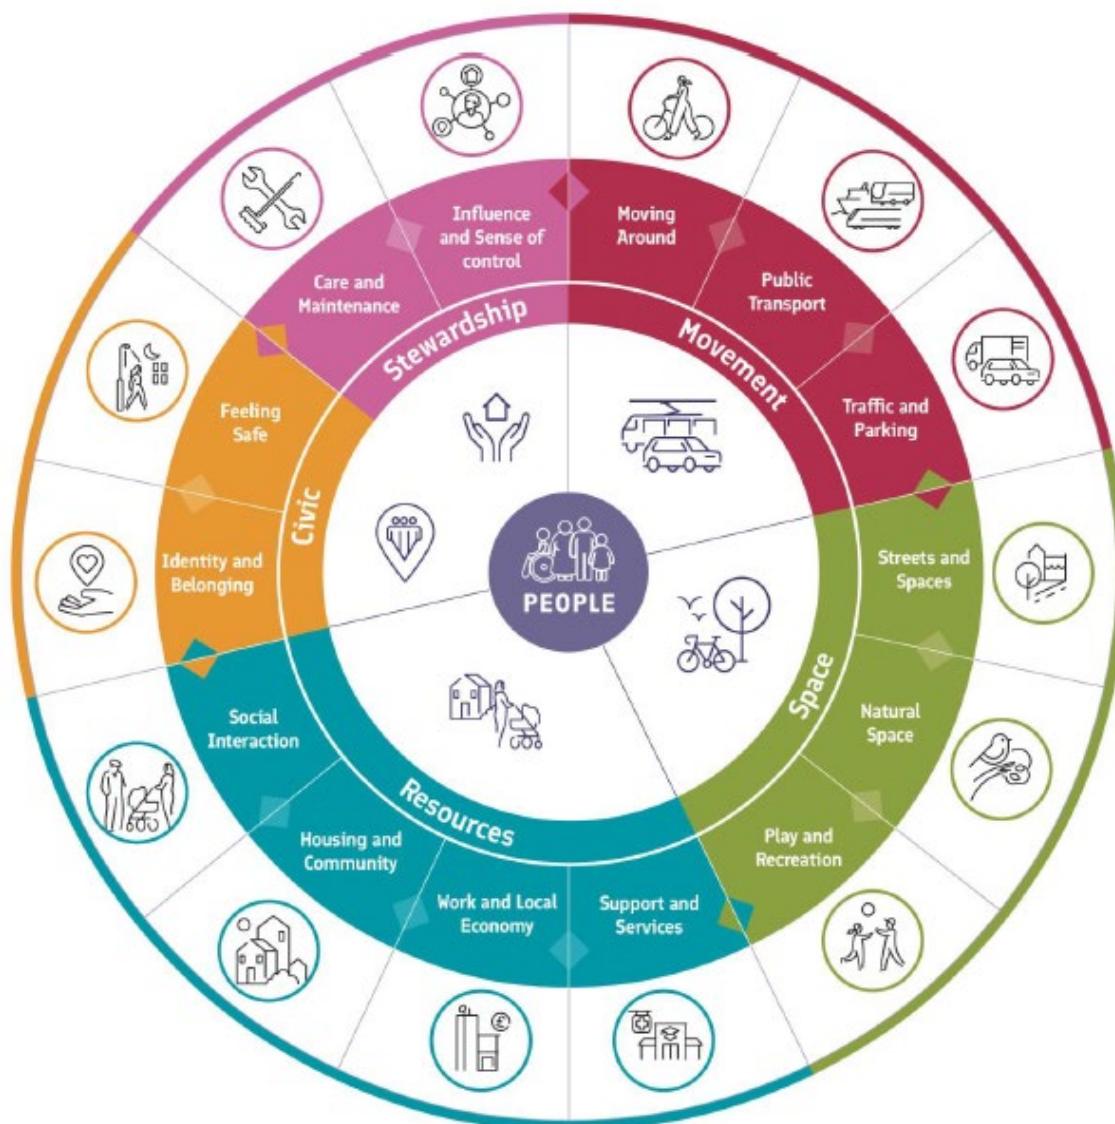 Influence
and Sense of
control
Moving
Around
Public
Transport
Traffic and
Parking
Streets and
Spaces
Natural
Space
Play and
Recreation
Support and
Services
Work and Local
Economy
Housing and
Community
Social
Interaction
Identity and
Belonging
Feeling
Safe
Care and
Maintenance
Stewardship
Movement
Space
Resources
Civic
PEOPLE
£